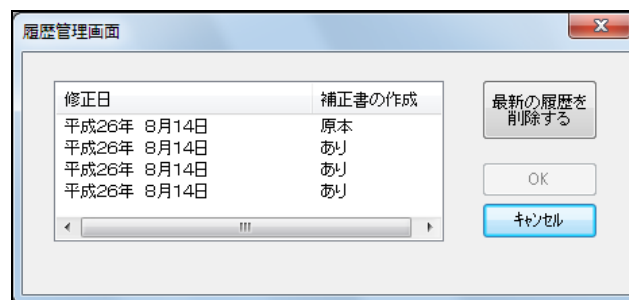 履歴管理画面
修正日 補正書の作成
平成26年 8月14日 原本
平成26年 8月14日 あり
平成26年 8月14日 あり
平成26年 8月14日 あり
最新の履歴を
削除する
OK
キャンセル